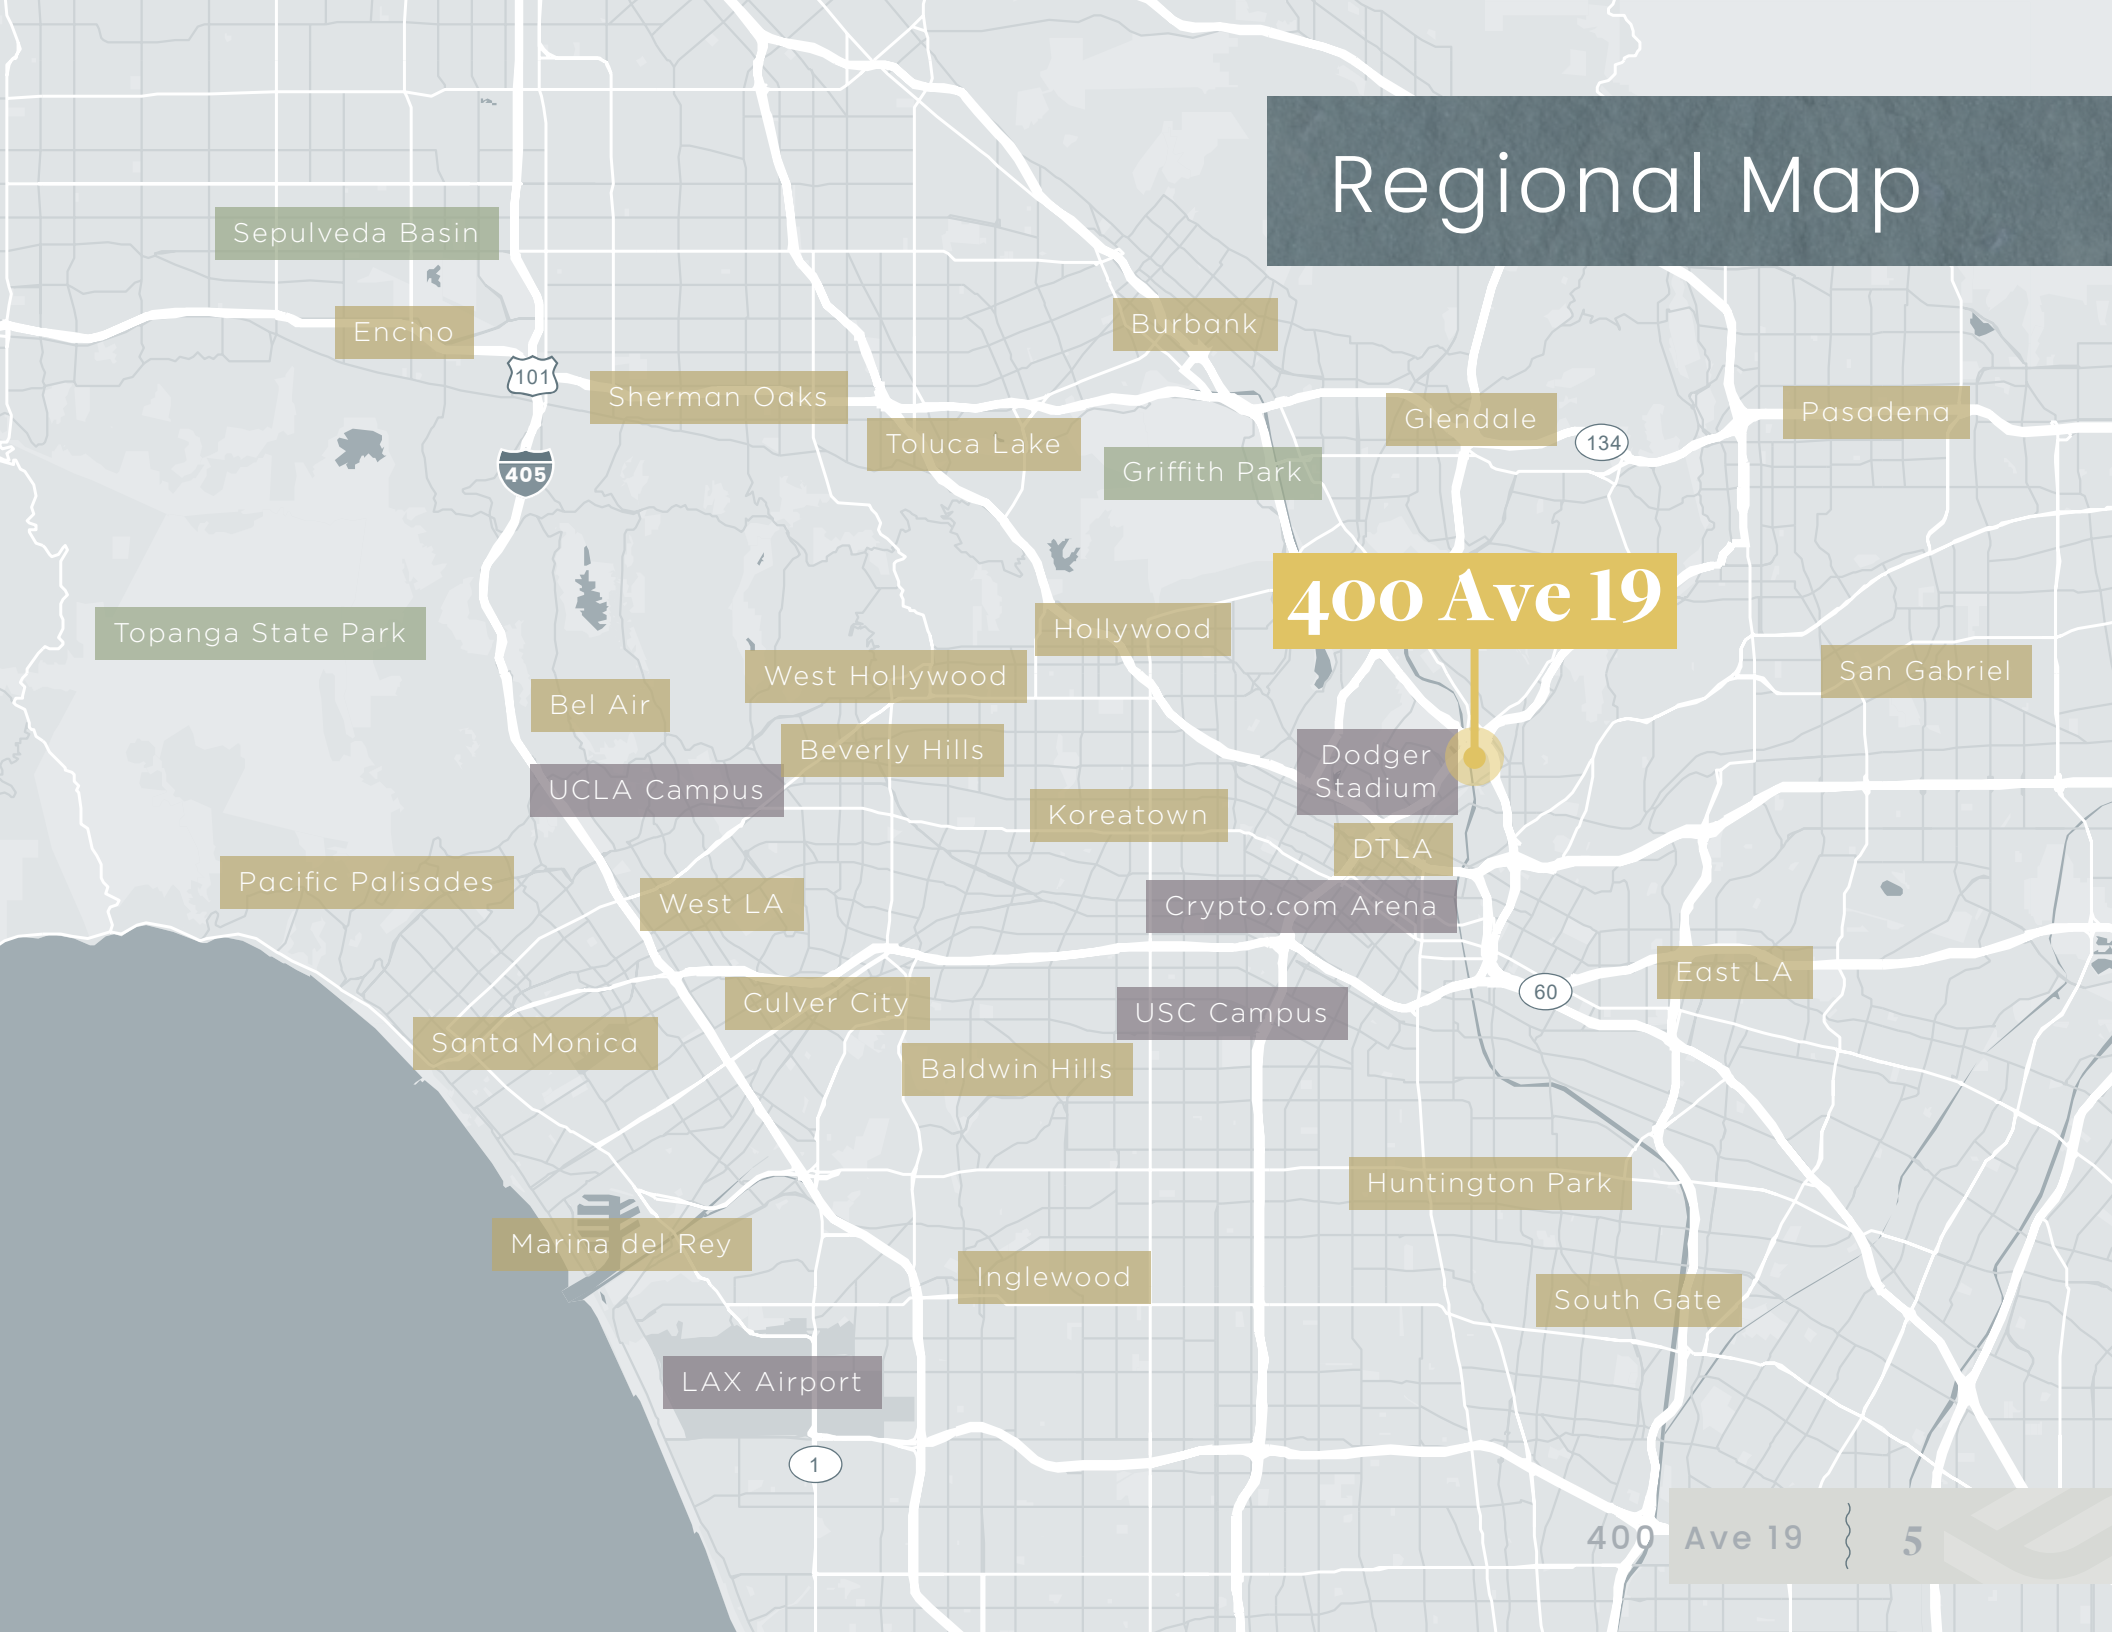 Regional Map
Sepulveda Basin
Encino
Burbank
101
Sherman Oaks
Glendale
Pasadena
Toluca Lake
134
Griffith Park
405
400 Ave 19
Topanga State Park
Hollywood
West Hollywood
San Gabriel
Bel Air
Beverly Hills
Dodger
Stadium
UCLA Campus
Koreatown
DTLA
Pacific Palisades
West LA
Crypto.com Arena
East LA
60
Culver City
USC Campus
Santa Monica
Baldwin Hills
Huntington Park
Marina del Rey
Inglewood
South Gate
LAX Airport
1
400 Ave 19 5